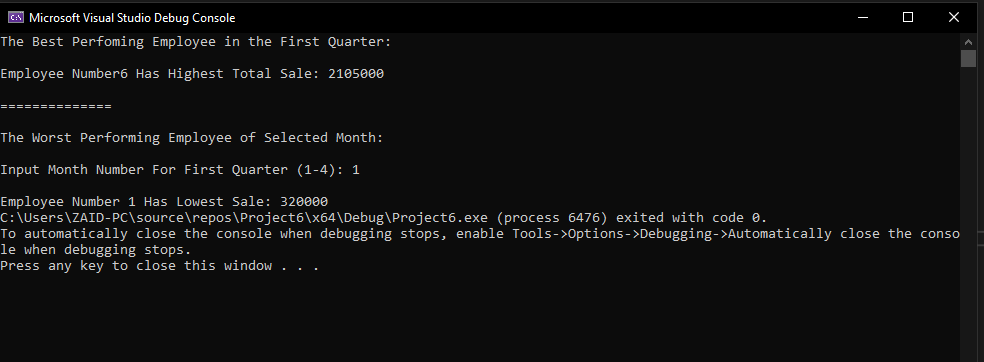 Microsoft Visual Studio Debug Console
The Best Perfoming Employee in the First Quarter:
Employee Number6 Has Highest Total Sale: 2105000
==============
The Worst Performing Employee of Selected Month:
Input Month Number For First Quarter (1-4): 1
Employee Number 1 Has Lowest Sale: 320000
C:\Users\ZAID-PC\source\repos\Project6\x64\Debug\Project6.exe (process 6476) exited with code 0.
To automatically close the console when debugging stops, enable Tools->Options->Debugging->Automatically close the conso
le when debugging stops.
Press any key to close this window . . .